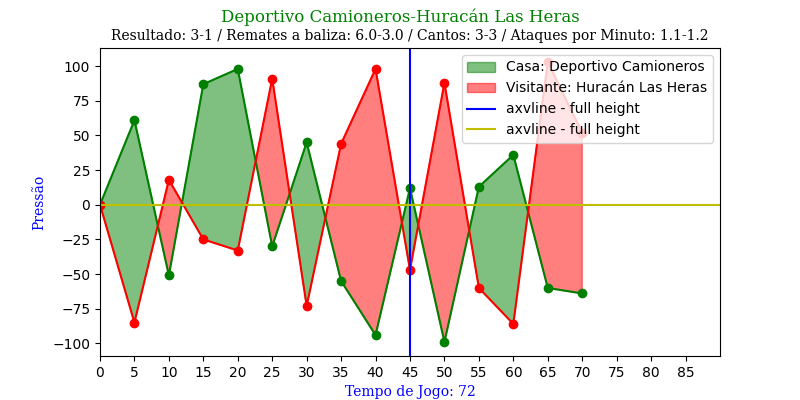 Deportivo Camioneros-Huracán Las Heras
Resultado: 3-1 / Remates a baliza: 6.0-3.0 / Cantos: 3-3 / Ataques por Minuto: 1.1-1.2
Casa: Deportivo Camioneros
Visitante: Huracán Las Heras
axvline - full height
axvline - full height
Pressão
100
75
50
25
0
−25
−50
−75
−100
0 5 10 15 20 25 30 35 40 45 50 55 60 65 70 75 80 85
Tempo de Jogo: 72